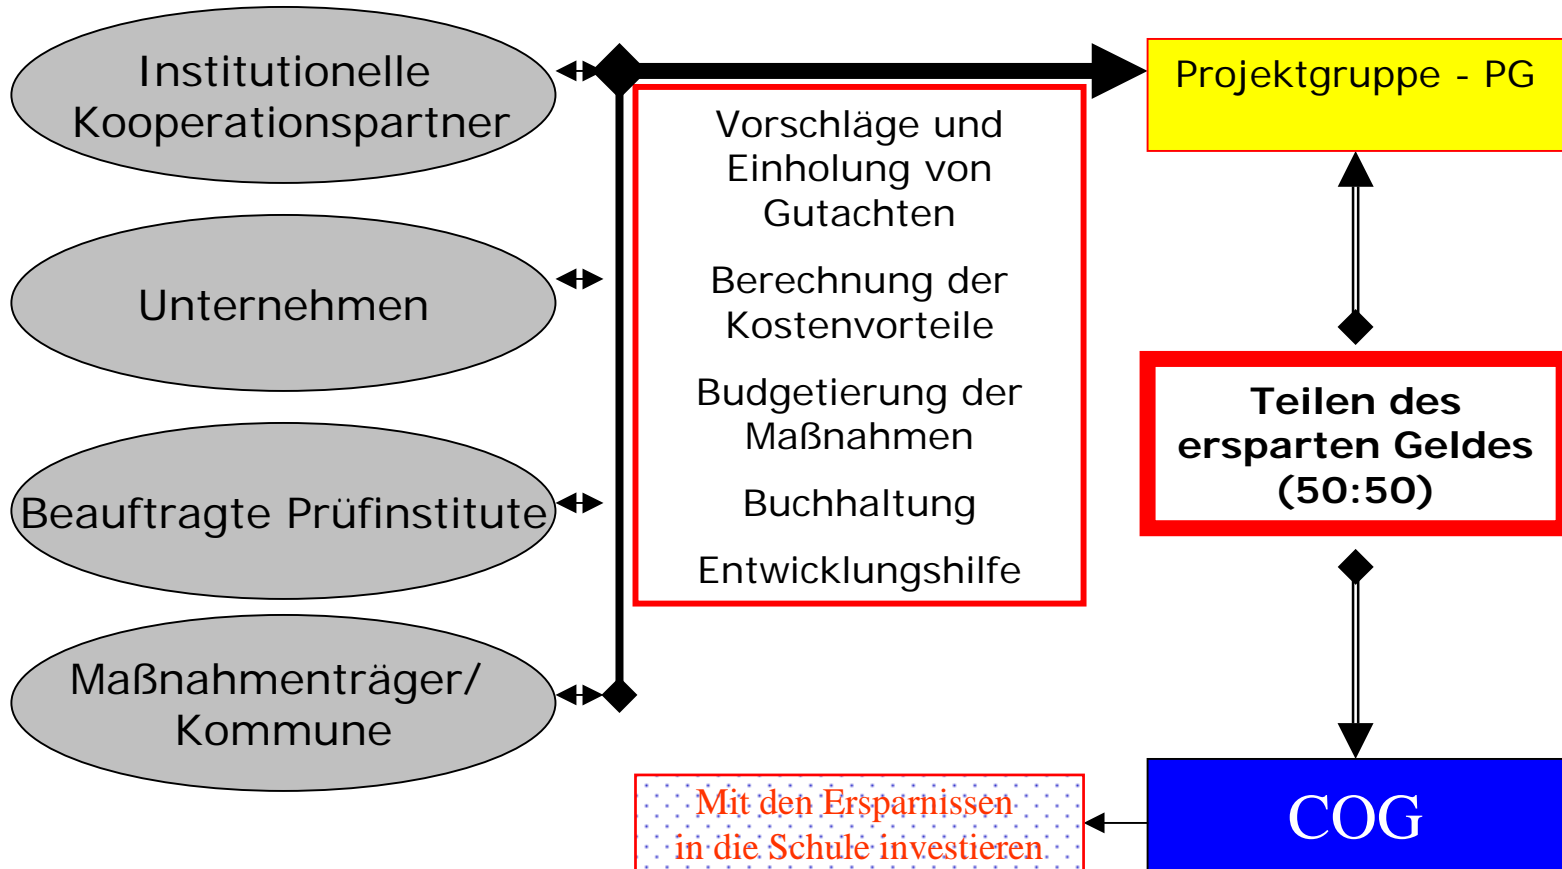 Institutionelle
Kooperationspartner
Unternehmen
Beauftragte Prüfinstitute
Maßnahmenträger/
Kommune
Vorschläge und
Einholung von
Gutachten
Berechnung der
Kostenvorteile
Budgetierung der
Maßnahmen
Buchhaltung
Entwicklungshilfe
Projektgruppe - PG
Teilen des
ersparten Geldes
(50:50)
COG
Mit den Ersparnissen
in die Schule investieren